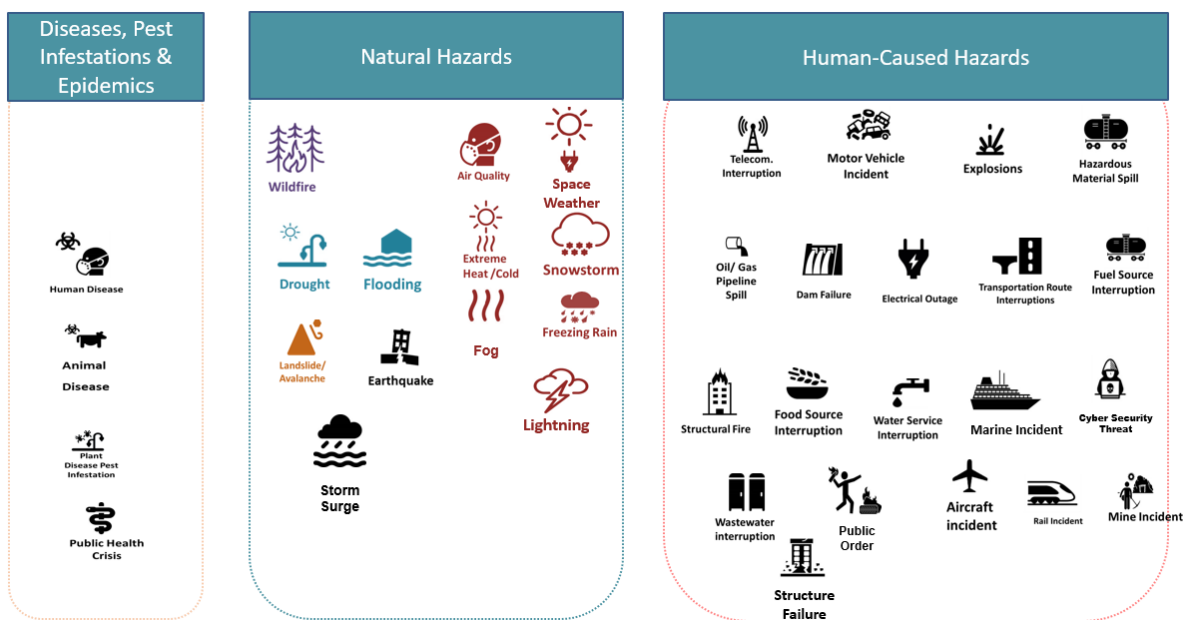 Diseases, Pest
Infestations &
Epidemics
Human Disease
Animal
Disease
Plant
Disease Pest
Infestation
Public Health
Crisis
Natural Hazards
Wildfire
Air Quality
Space
Weather
Drought
Flooding
Extreme
Heat /Cold
Snowstorm
Landslide/
Avalanche
Earthquake
Fog
Freezing Rain
Lightning
Storm
Surge
Human-Caused Hazards
Telecom.
Interruption
Motor Vehicle
Incident
Explosions
Hazardous
Material Spill
Oil/ Gas
Pipeline
Spill
Dam Failure
Electrical Outage
Transportation Route
Interruptions
Fuel Source
Interruption
Structural Fire
Food Source
Interruption
Water Service
Interruption
Marine Incident
Cyber Security
Threat
Wastewater
interruption
Public
Order
Aircraft
incident
Rail Incident
Mine Incident
Structure
Failure